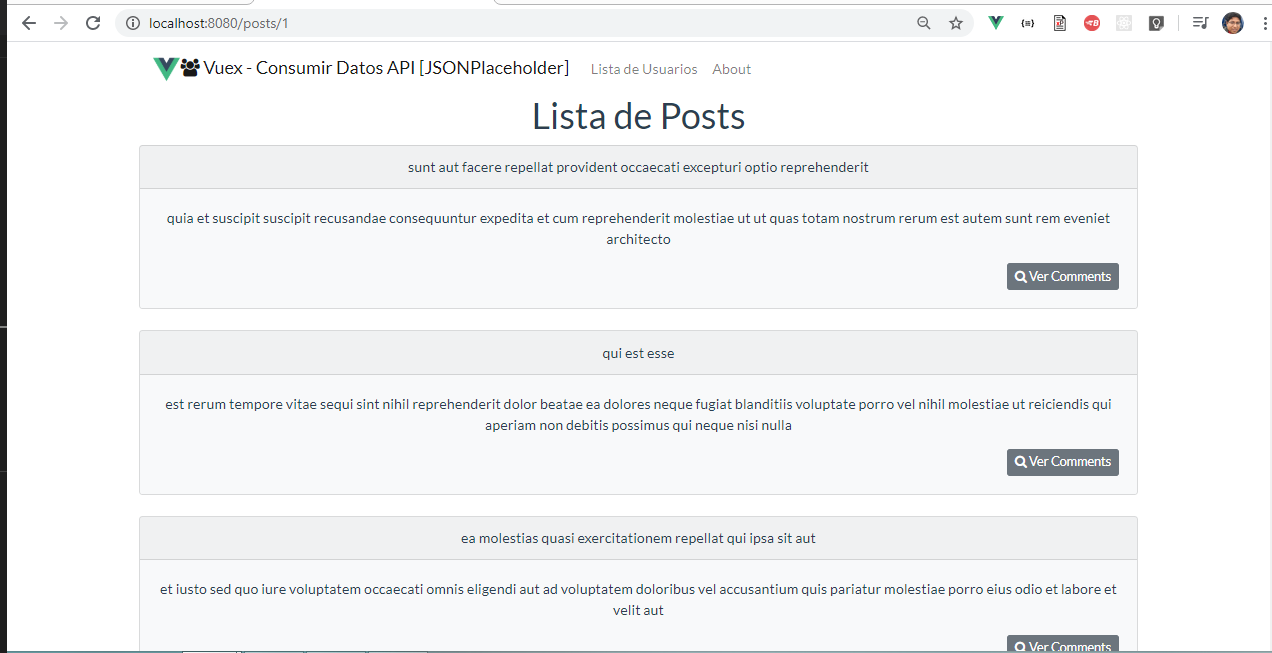 localhost:8080/posts/1
Vuex - Consumir Datos API [JSONPlaceholder] Lista de Usuarios About
Lista de Posts
sunt aut facere repellat provident occaecati excepturi optio reprehenderit
quia et suscipit suscipit recusandae consequuntur expedita et cum reprehenderit molestiae ut ut quas totam nostrum rerum est autem sunt rem eveniet
architecto
Ver Comments
qui est esse
est rerum tempore vitae sequi sint nihil reprehenderit dolor beatae ea dolores neque fugiat blanditiis voluptate porro vel nihil molestiae ut reiciendis qui
aperiam non debitis possimus qui neque nisi nulla
Ver Comments
ea molestias quasi exercitationem repellat qui ipsa sit aut
et iusto sed quo iure voluptatem occaecati omnis eligendi aut ad voluptatem doloribus vel accusantium quis pariatur molestiae porro eius odio et labore et
velit aut
Ver Comments